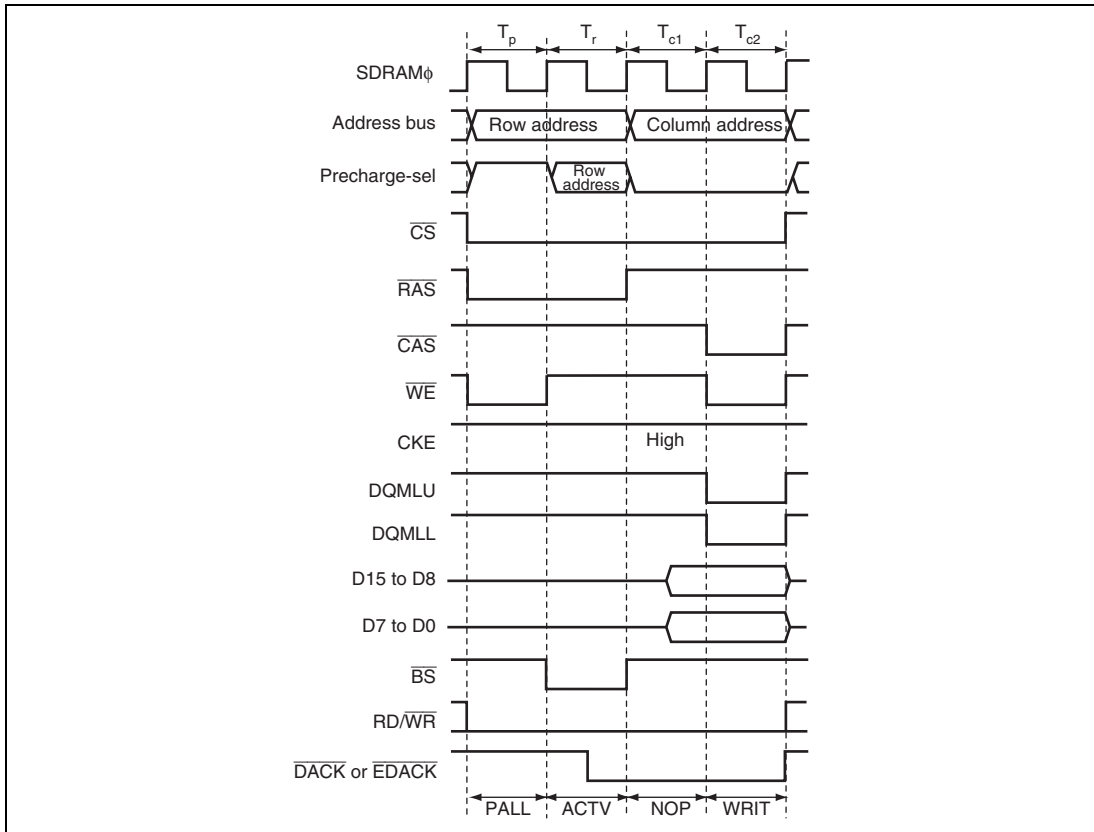 Tp Tr Tc1 Tc2
SDRAMϕ
Address bus Row address Column address
Precharge-sel Row address
CS
RAS
CAS
WE
CKE High
DQMLU
DQMLL
D15 to D8
D7 to D0
BS
RD/WR
DACK or EDACK
PALL ACTV NOP WRIT